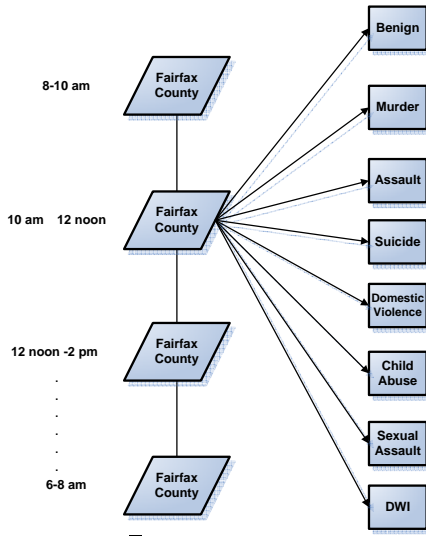 Benign
8-10 am
Fairfax
County
Murder
Assault
10 am 12 noon
Fairfax
County
Suicide
Domestic
Violence
12 noon -2 pm
Fairfax
County
Child
Abuse
.
.
.
.
.
.
Sexual
Assault
6-8 am
Fairfax
County
DWI